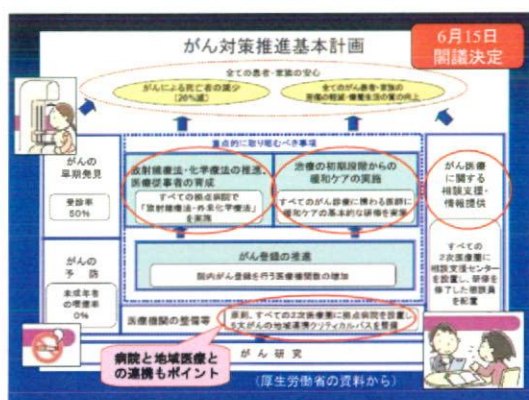 がん対策推進基本計画
6月15日
閣議決定
全ての患者・家族の安心
がんによる死亡者の減少
(20%減)
全てのがん患者・家族の
苦痛の軽減・療養生活の質の向上
重点的に取り組むべき事項
がんの
早期発見
受診率
50%
放射線療法・化学療法の推進、
医療従事者の育成
すべての拠点病院で
「放射線療法・外来化学療法」
を実施
治療の初期段階からの
緩和ケアの実施
すべてのがん診療に携わる医師に
緩和ケアの基本的な研修を実施
がん医療
に関する
相談支援・
情報提供
すべての
2次医療圏に
相談支援センター
を設置し、研修を
修了した相談員
を配置
がん登録の推進
院内がん登録を行う医療機関数の増加
がんの
予 防
未成年者
の喫煙率
0%
医療機関の整備等
原則、すべての2次医療圏に拠点病院を設置し
5大がんの地域連携クリティカルパスを整備
がん研究
病院と地域医療と
の連携もポイント
(厚生労働省の資料から)